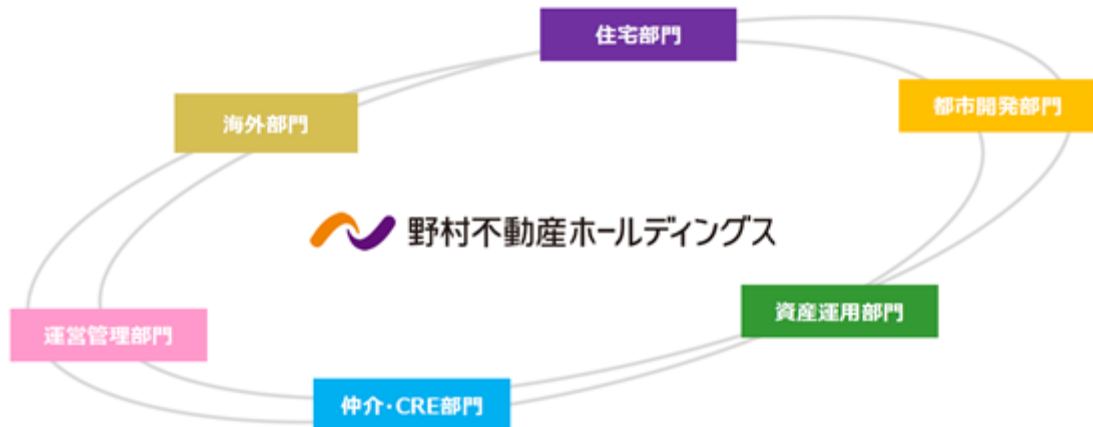 住宅部門
都市開発部門
海外部門
野村不動産ホールディングス
資産運用部門
運営管理部門
仲介・CRE部門